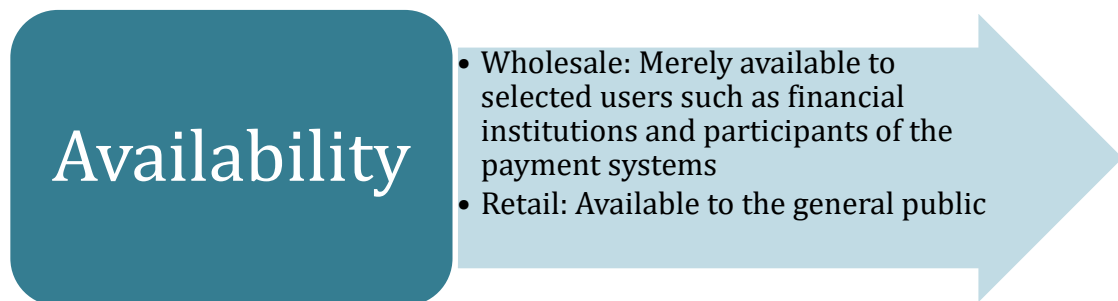 Availability
• Wholesale: Merely available to
selected users such as financial
institutions and participants of the
payment systems
• Retail: Available to the general public